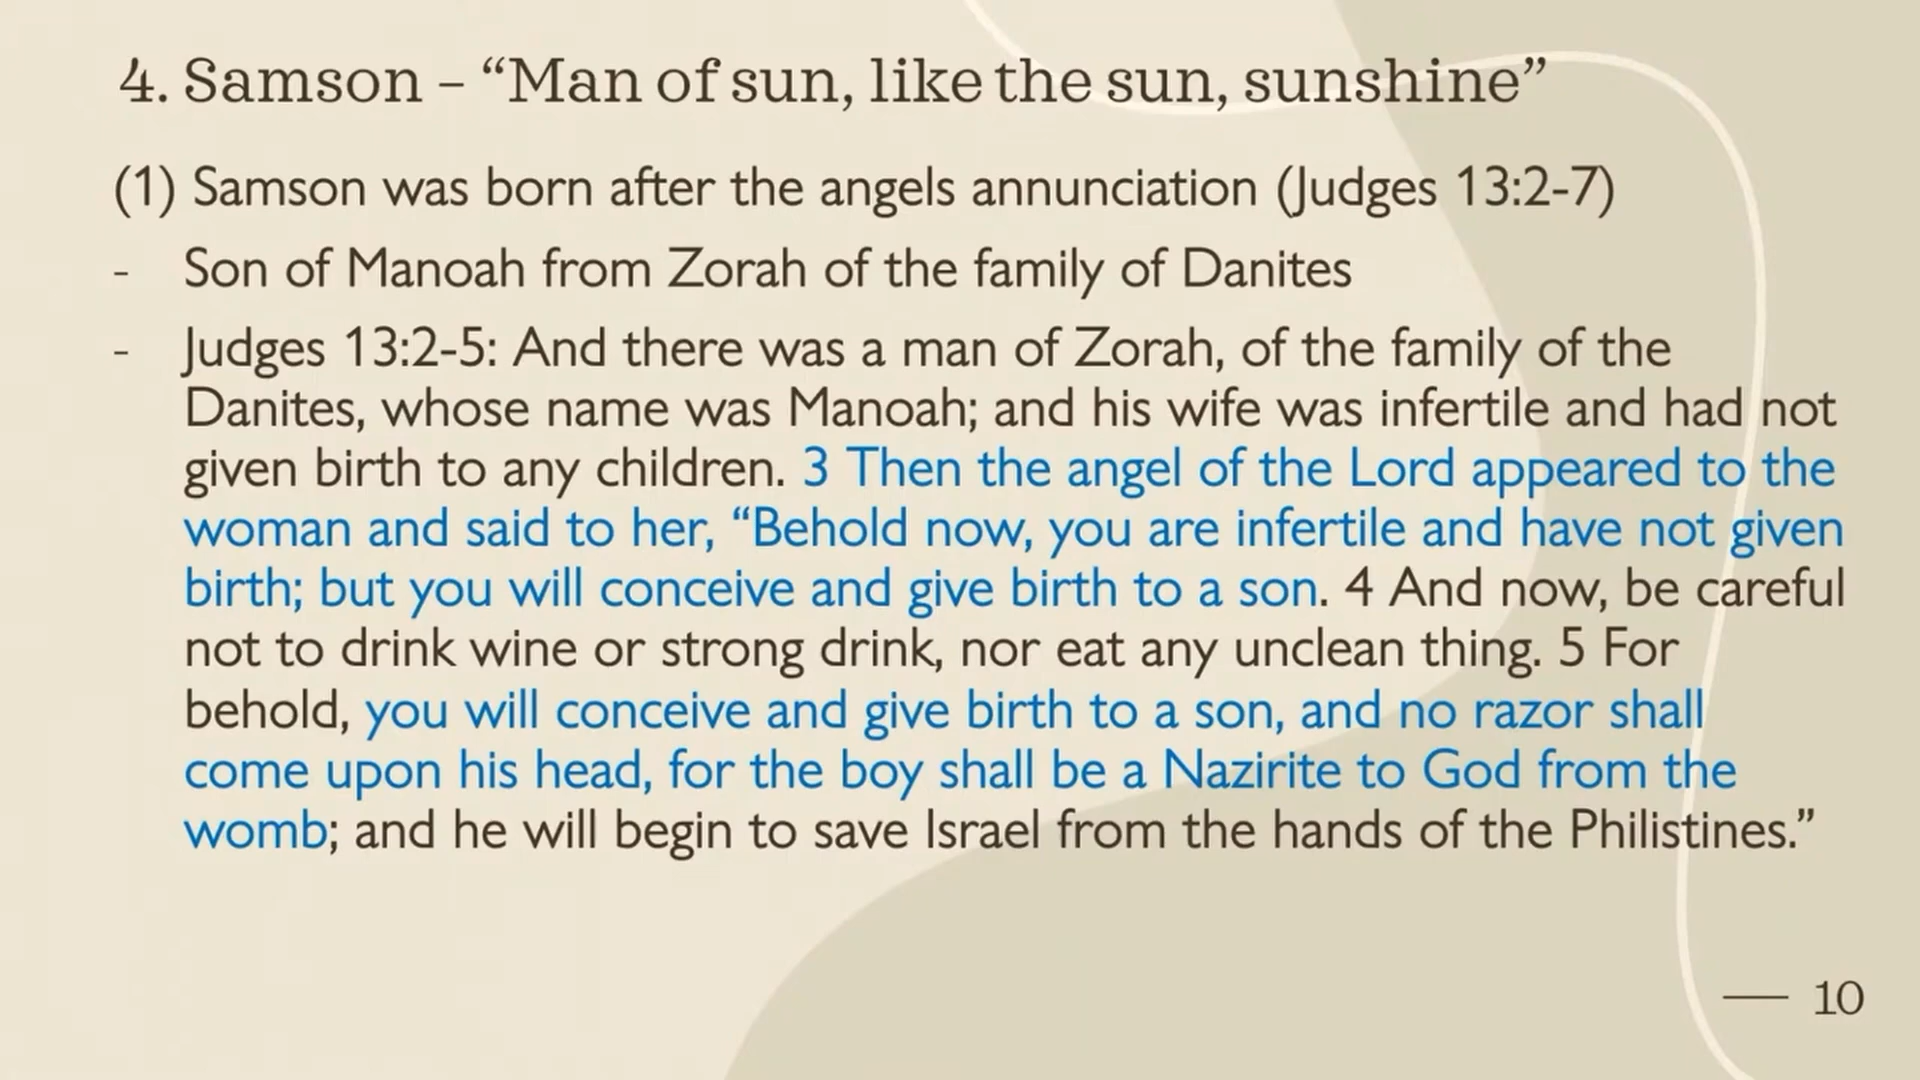 4. Samson – “Man of sun, like the sun, sunshine”
(1) Samson was born after the angels annunciation (Judges 13:2-7)
- Son of Manoah from Zorah of the family of Danites
- Judges 13:2-5: And there was a man of Zorah, of the family of the
Danites, whose name was Manoah; and his wife was infertile and had not
given birth to any children. 3 Then the angel of the Lord appeared to the
woman and said to her, “Behold now, you are infertile and have not given
birth; but you will conceive and give birth to a son. 4 And now, be careful
not to drink wine or strong drink, nor eat any unclean thing. 5 For
behold, you will conceive and give birth to a son, and no razor shall
come upon his head, for the boy shall be a Nazirite to God from the
womb; and he will begin to save Israel from the hands of the Philistines.”
— 10